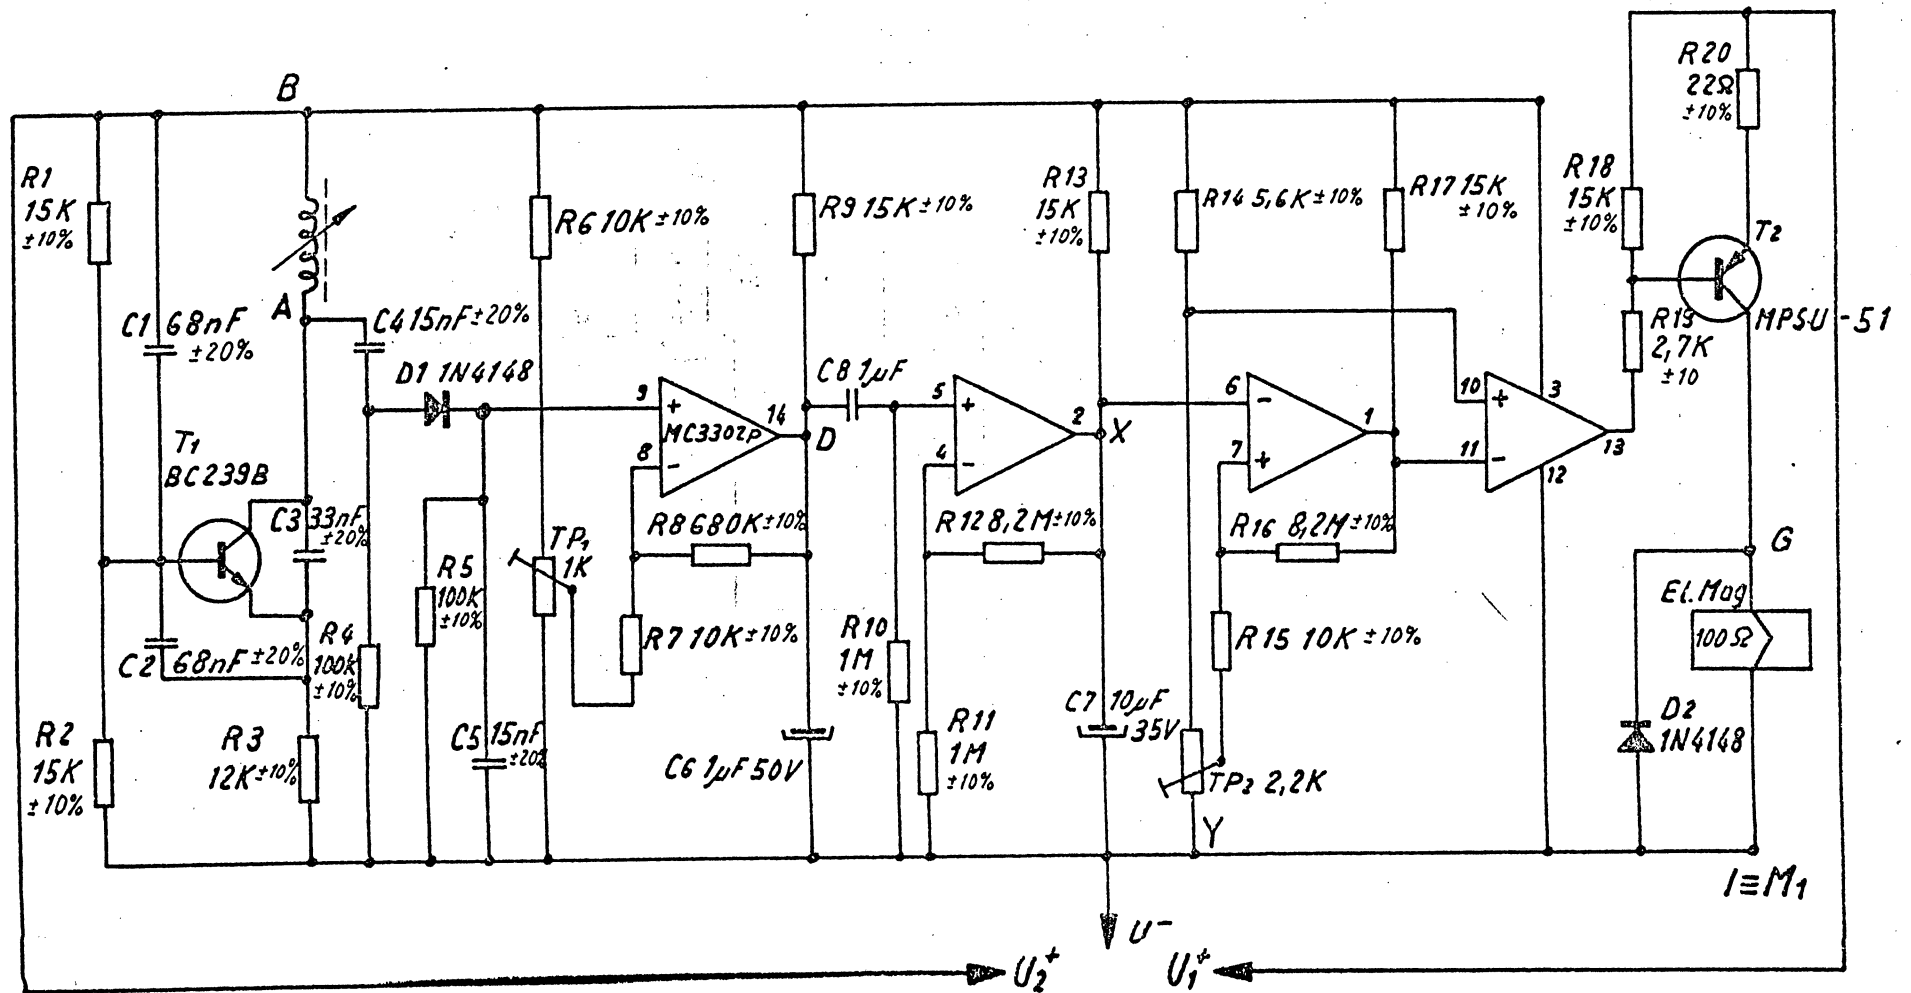 B
R1
15K
±10%
C1 68nF
±20%
A
C4 15nF ±20%
D1 1N4148
T1
BC239B
C3 33nF
±20%
C2 68nF ±20%
R2
15K
±10%
R3
12K ±10%
R4
100K
±10%
R5
100K
±10%
C5 15nF
±20%
R6 10K ±10%
TP1
1K
9
+
MC3302P
8
-
14
D
R8 680K ±10%
R7 10K ±10%
C6 1µF 50V
R9 15K ±10%
C8 1µF
5
+
4
-
2
X
R12 8,2M ±10%
R10
1M
±10%
R11
1M
±10%
C7 10µF
35V
R13
15K
±10%
R14 5,6K ±10%
6
-
7
+
1
R16 8,2M ±10%
R15 10K ±10%
TP2 2,2K
Y
R17 15K
±10%
10
+
11
-
3
12
13
R18
15K
±10%
R19
2,7K
±10
R20
22Ω
±10%
T2
MPSU-51
G
El.Mag
100Ω
D2
1N4148
I≡M1
U-
U2+
U1+